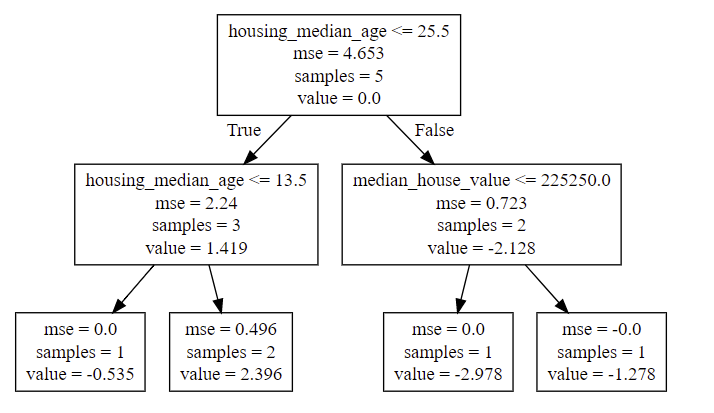 housing_median_age <= 25.5
mse = 4.653
samples = 5
value = 0.0
True
False
housing_median_age <= 13.5
mse = 2.24
samples = 3
value = 1.419
median_house_value <= 225250.0
mse = 0.723
samples = 2
value = -2.128
mse = 0.0
samples = 1
value = -0.535
mse = 0.496
samples = 2
value = 2.396
mse = 0.0
samples = 1
value = -2.978
mse = -0.0
samples = 1
value = -1.278